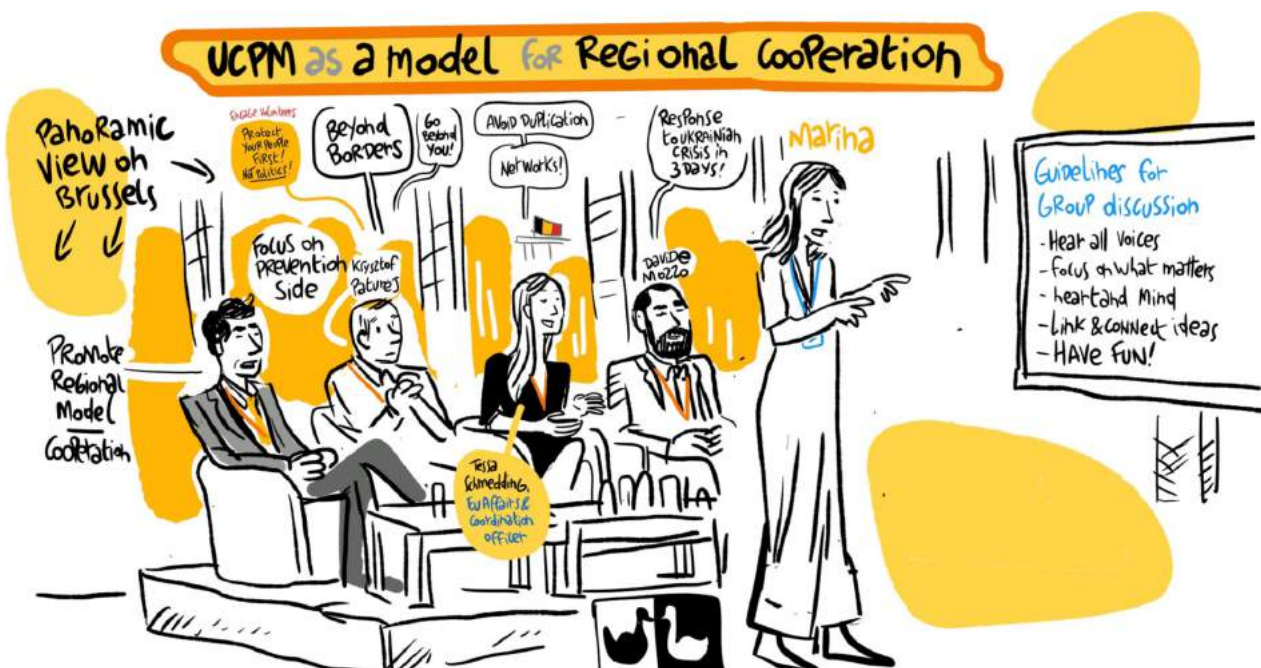 UCPM as a model for Regional Cooperation
Panoramic
View on
Brussels
Engage Volunteers
Protect
Your People
First!
Not Politics!
Beyond
Borders
Go
Beyond
You!
Avoid Duplication
Networks!
Response
to Ukrainian
Crisis in
3 Days!
Marina
Focus on
Prevention
Side
Krysztof
Paturej
Davide
Mozzo
Promote
Regional
Model
Cooperation
Tessa
Schmedding,
EU Affairs &
Coordination
officer
Guidelines for
Group discussion
- Hear all Voices
- Focus on what matters
- heart and Mind
- Link & connect ideas
- HAVE FUN!